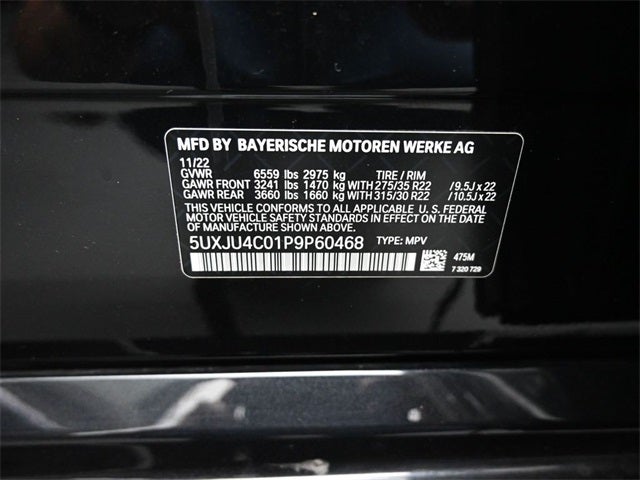 MFD BY BAYERISCHE MOTOREN WERKE AG
11/22
GVWR 6559 lbs 2975 kg TIRE / RIM
GAWR FRONT 3241 lbs 1470 kg WITH 275/35 R22 /9.5J x 22
GAWR REAR 3660 lbs 1660 kg WITH 315/30 R22 /10.5J x 22
THIS VEHICLE CONFORMS TO ALL APPLICABLE U. S. FEDERAL
MOTOR VEHICLE SAFETY STANDARDS IN EFFECT ON THE DATE
OF MANUFACTURE SHOWN ABOVE.
5UXJU4C01P9P60468 TYPE: MPV
475M
7 320 729